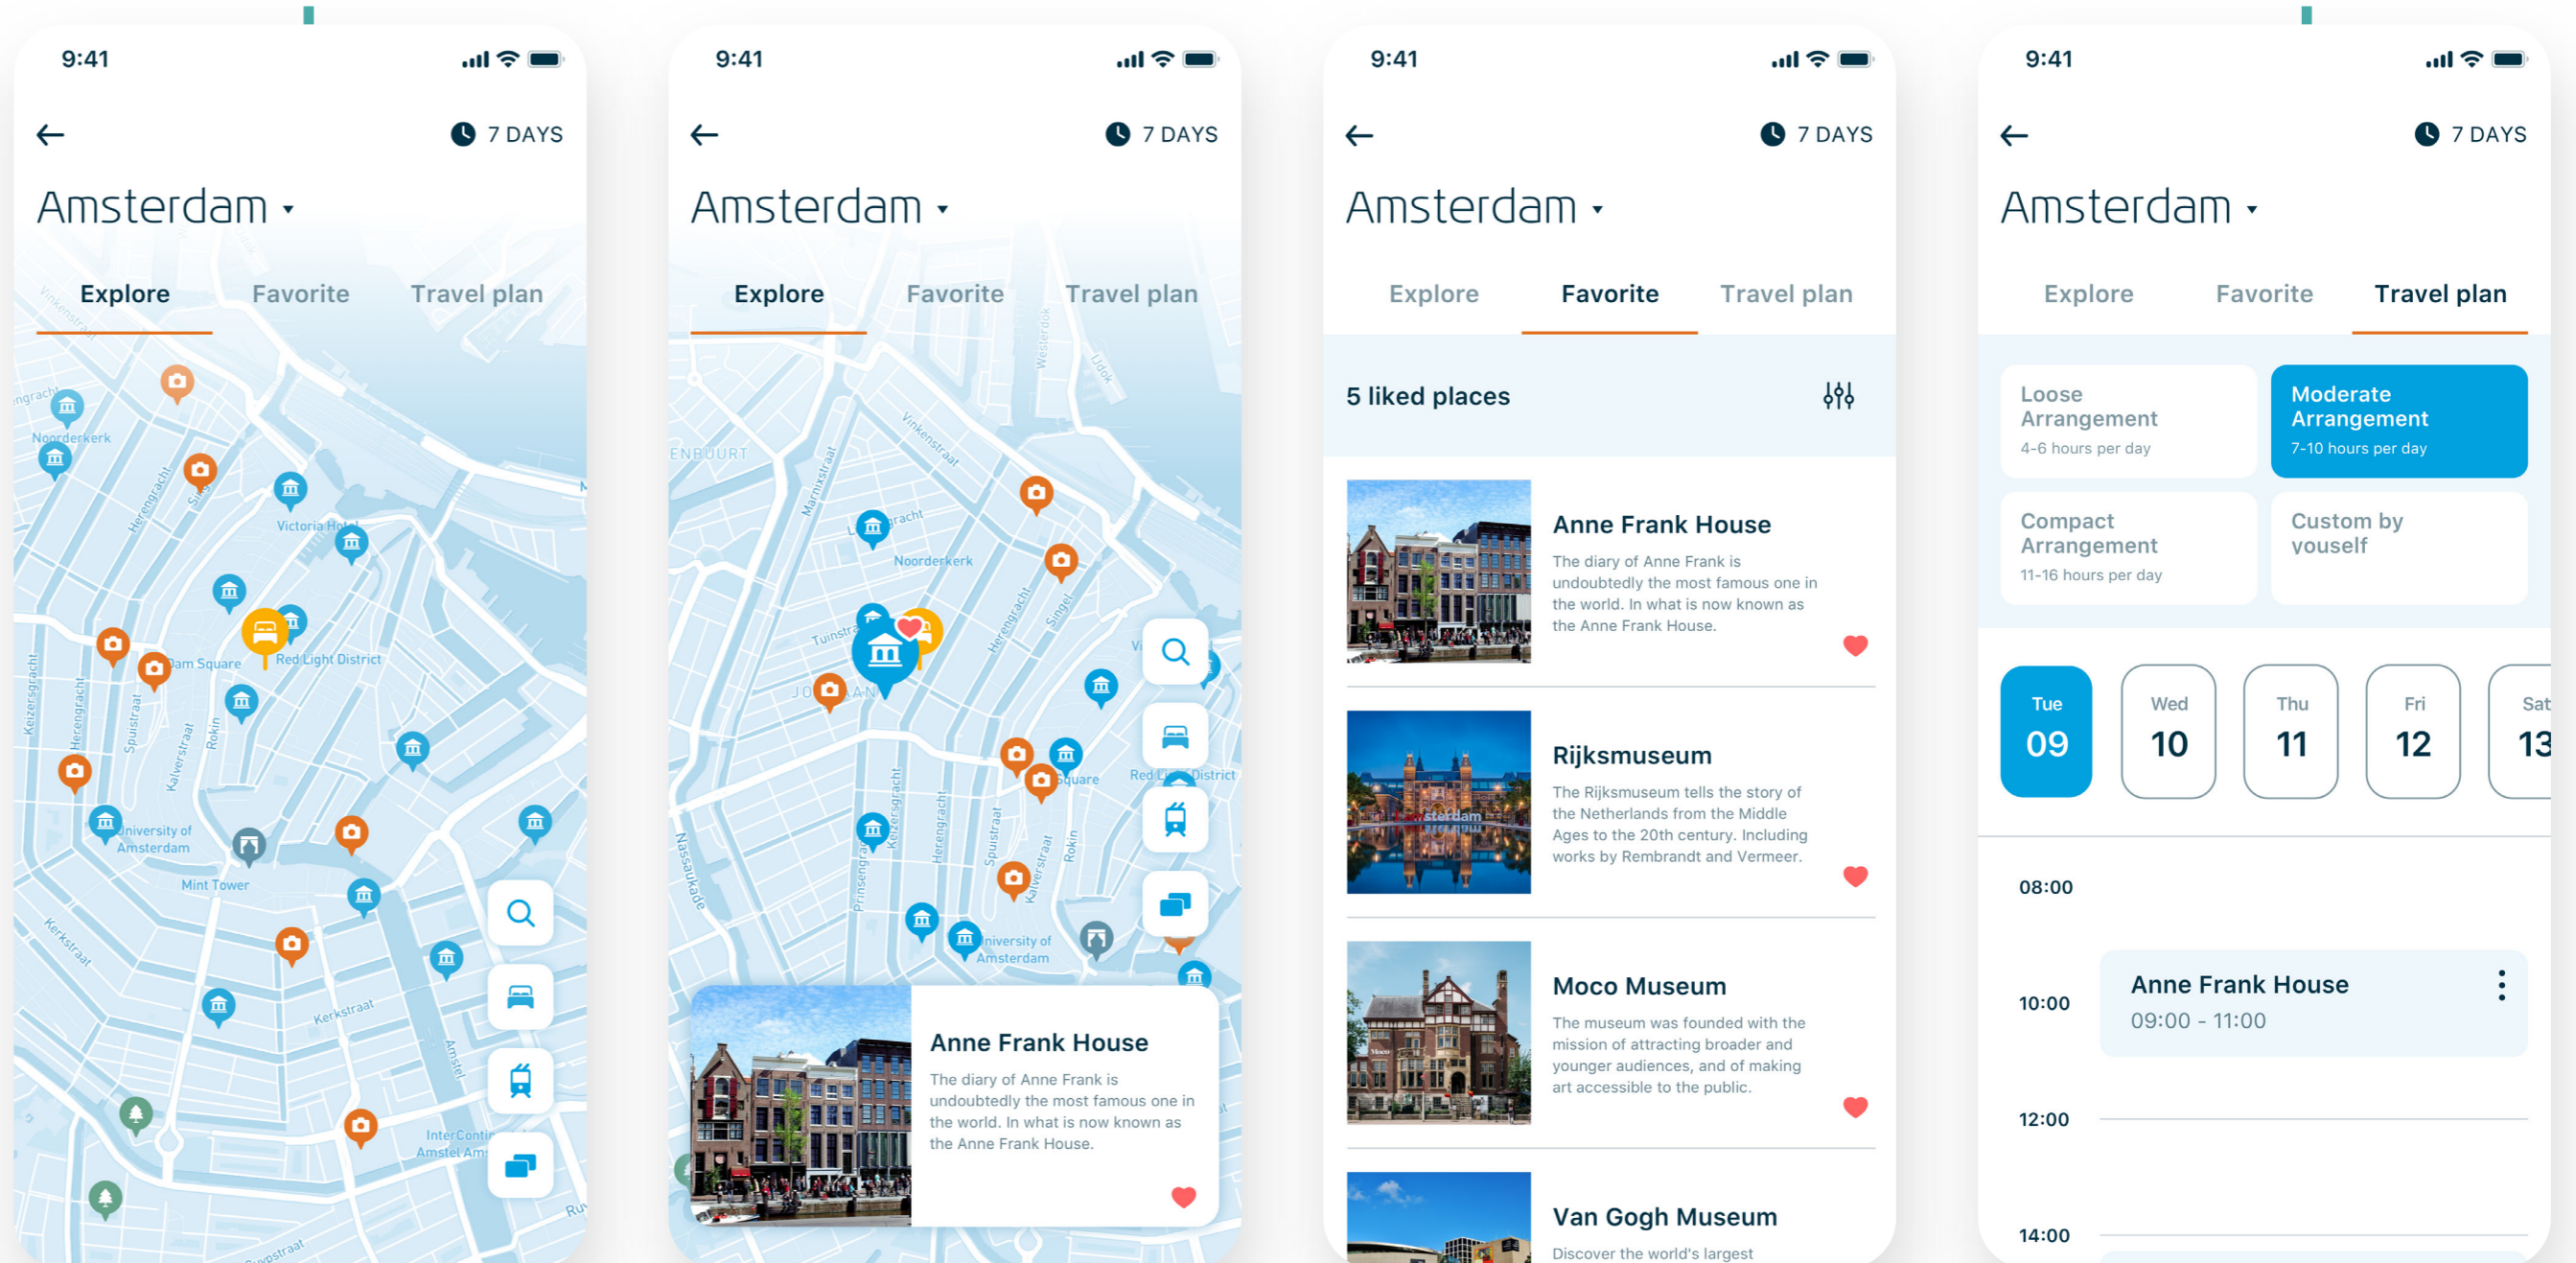 9:41
7 DAYS
Amsterdam
Explore
Favorite
Travel plan
Vinkenstraat
Noorderkerk
Herengracht
Victoria Hotel
Dam Square
Red Light District
Keizersgracht
Herengracht
Spuistraat
Kalverstraat
Rokin
University of
Amsterdam
Mint Tower
Kerkstraat
Kerkstraat
Amstel
9:41
7 DAYS
Amsterdam
Explore
Favorite
Travel plan
Westerdok
IJdok
Vinkenstraat
Marnixstraat
Noorderkerk
Herengracht
Singel
Square
Red Light District
Keizersgracht
Herengracht
Spuistraat
Kalverstraat
Rokin
Nassaukade
University of
Amsterdam
Anne Frank House
The diary of Anne Frank is
undoubtedly the most famous one in
the world. In what is now known as
the Anne Frank House.
9:41
7 DAYS
Amsterdam
Explore
Favorite
Travel plan
5 liked places
Anne Frank House
The diary of Anne Frank is
undoubtedly the most famous one in
the world. In what is now known as
the Anne Frank House.
Rijksmuseum
The Rijksmuseum tells the story of
the Netherlands from the Middle
Ages to the 20th century. Including
works by Rembrandt and Vermeer.
Moco Museum
The museum was founded with the
mission of attracting broader and
younger audiences, and of making
art accessible to the public.
Van Gogh Museum
Discover the world's largest
9:41
7 DAYS
Amsterdam
Explore
Favorite
Travel plan
Loose
Arrangement
4-6 hours per day
Moderate
Arrangement
7-10 hours per day
Compact
Arrangement
11-16 hours per day
Custom by
youself
Tue
09
Wed
10
Thu
11
Fri
12
Sat
13
08:00
10:00
Anne Frank House
09:00 - 11:00
12:00
14:00